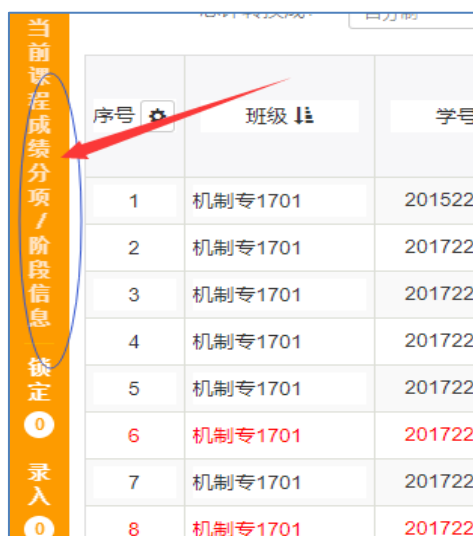 当前课程成绩分项/阶段信息
锁定
0
录入
0
序号 班级 学号
1 机制专1701 201522
2 机制专1701 201722
3 机制专1701 201722
4 机制专1701 201722
5 机制专1701 201722
6 机制专1701 201722
7 机制专1701 201722
8 机制专1701 201722